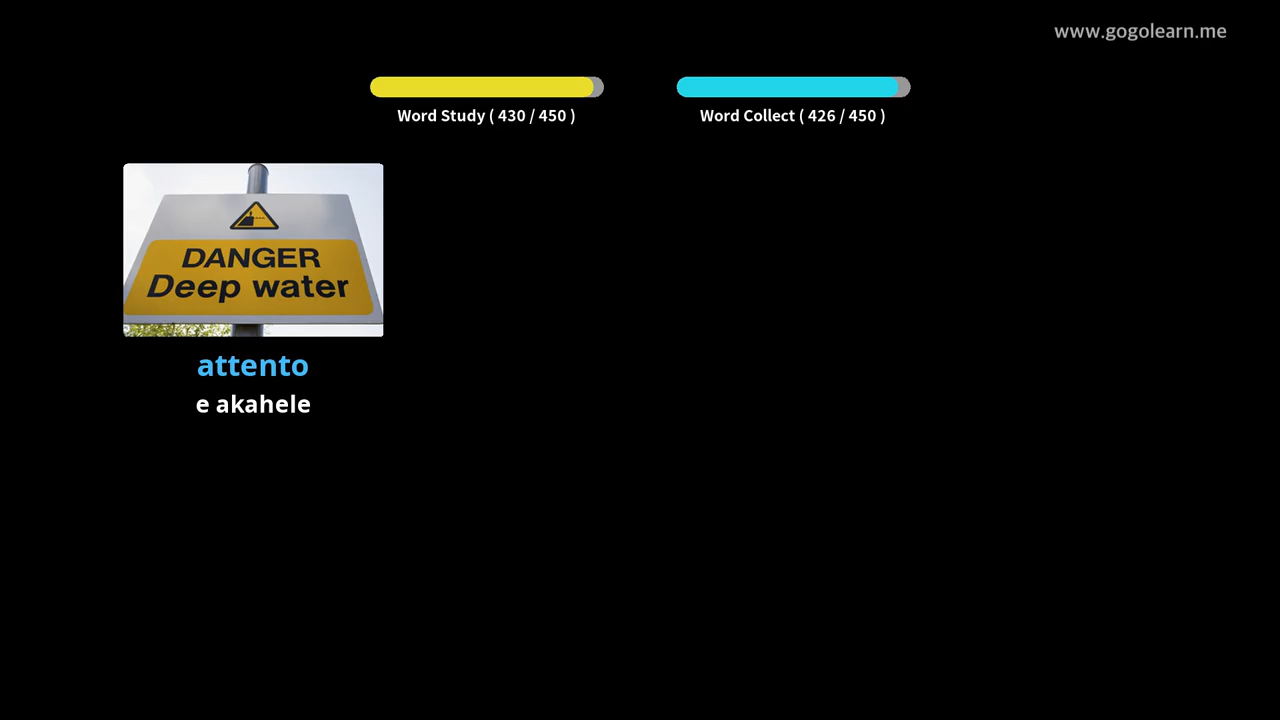 www.gogolearn.me
Word Study ( 430 / 450 )
Word Collect ( 426 / 450 )
DANGER
Deep water
attento
e akahele